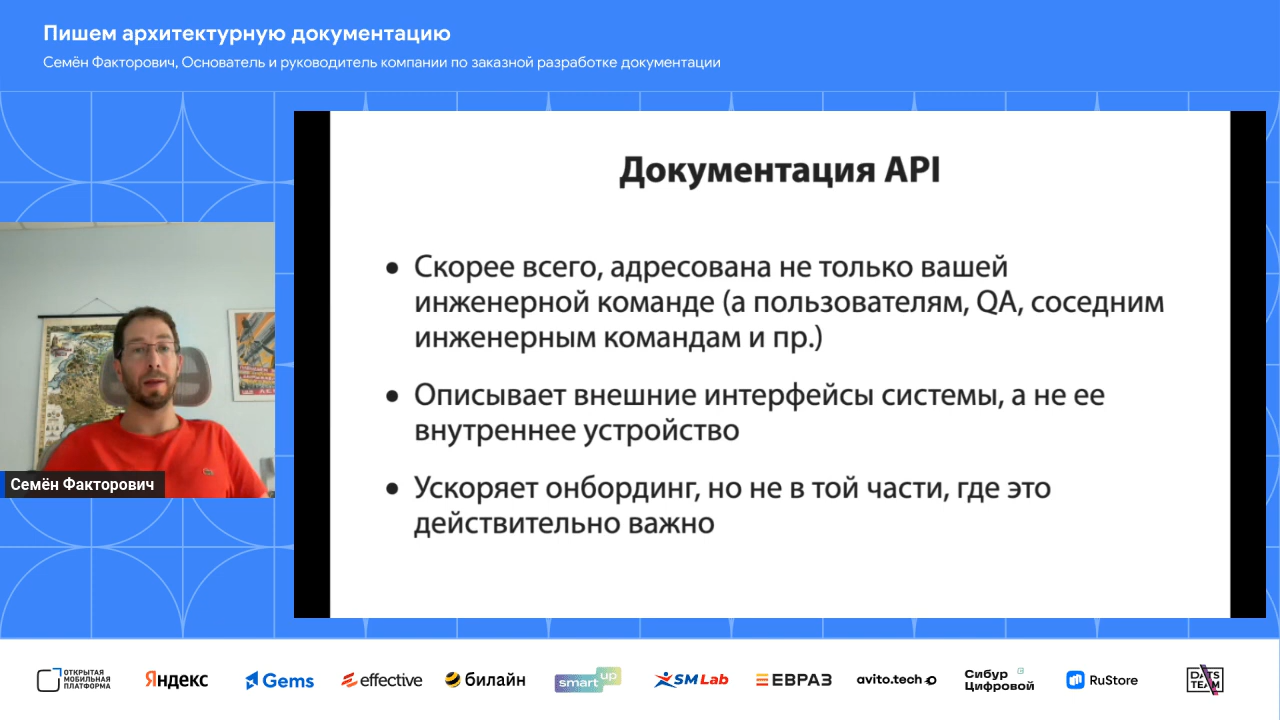 Пишем архитектурную документацию
Семён Факторович, Основатель и руководитель компании по заказной разработке документации
Документация API
• Скорее всего, адресована не только вашей
инженерной команде (а пользователям, QA, соседним
инженерным командам и пр.)
• Описывает внешние интерфейсы системы, а не ее
внутреннее устройство
• Ускоряет онбординг, но не в той части, где это
действительно важно
Семён Факторович
ОТКРЫТАЯ
МОБИЛЬНАЯ
ПЛАТФОРМА
Яндекс
Gems
effective
билайн
smart up
SM Lab
ЕВРАЗ
avito.tech
Сибур
Цифровой
RuStore
DATS
TEAM